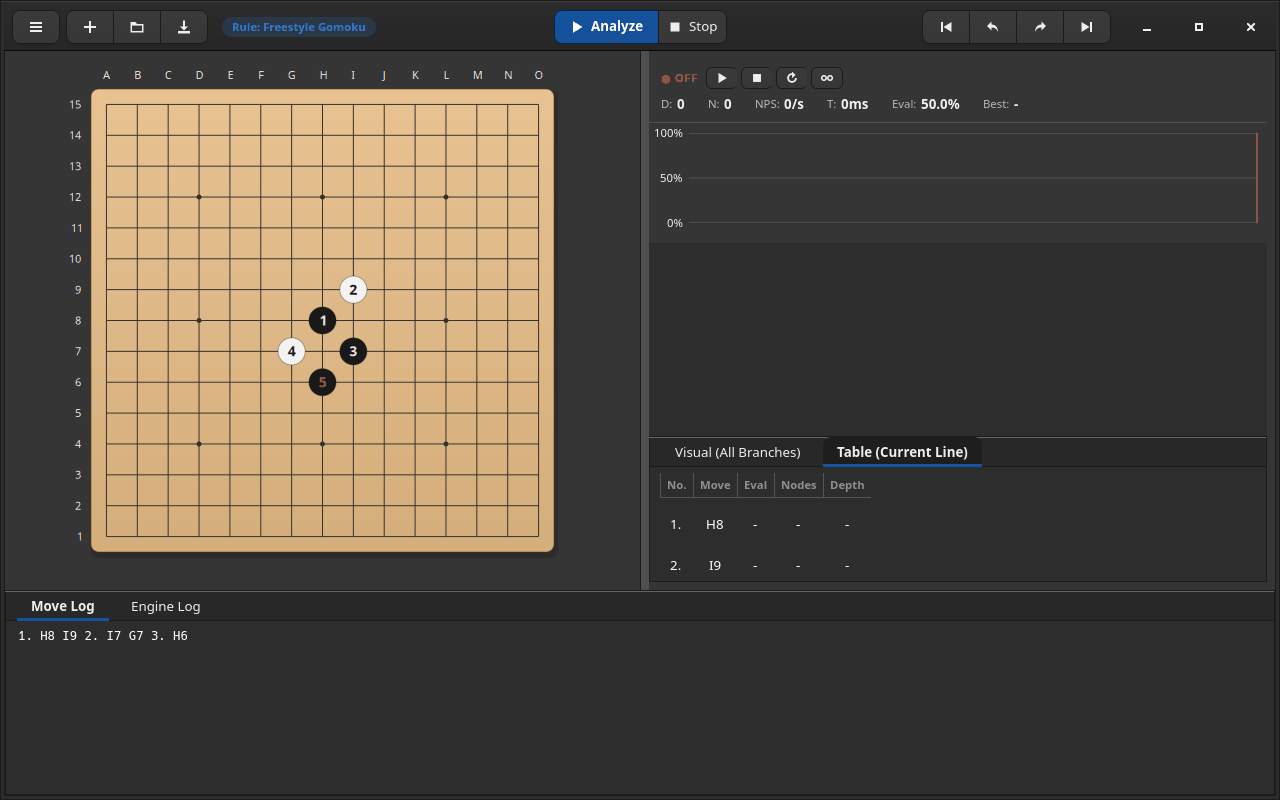 Rule: Freestyle Gomoku
Analyze
Stop
A B C D E F G H I J K L M N O
15
14
13
12
11
10
9 2
8 1
7 4 3
6 5
5
4
3
2
1
OFF
D: 0 N: 0 NPS: 0/s T: 0ms Eval: 50.0% Best: -
100%
50%
0%
Visual (All Branches) Table (Current Line)
No. Move Eval Nodes Depth
1. H8 - - -
2. I9 - - -
Move Log Engine Log
1. H8 I9 2. I7 G7 3. H6